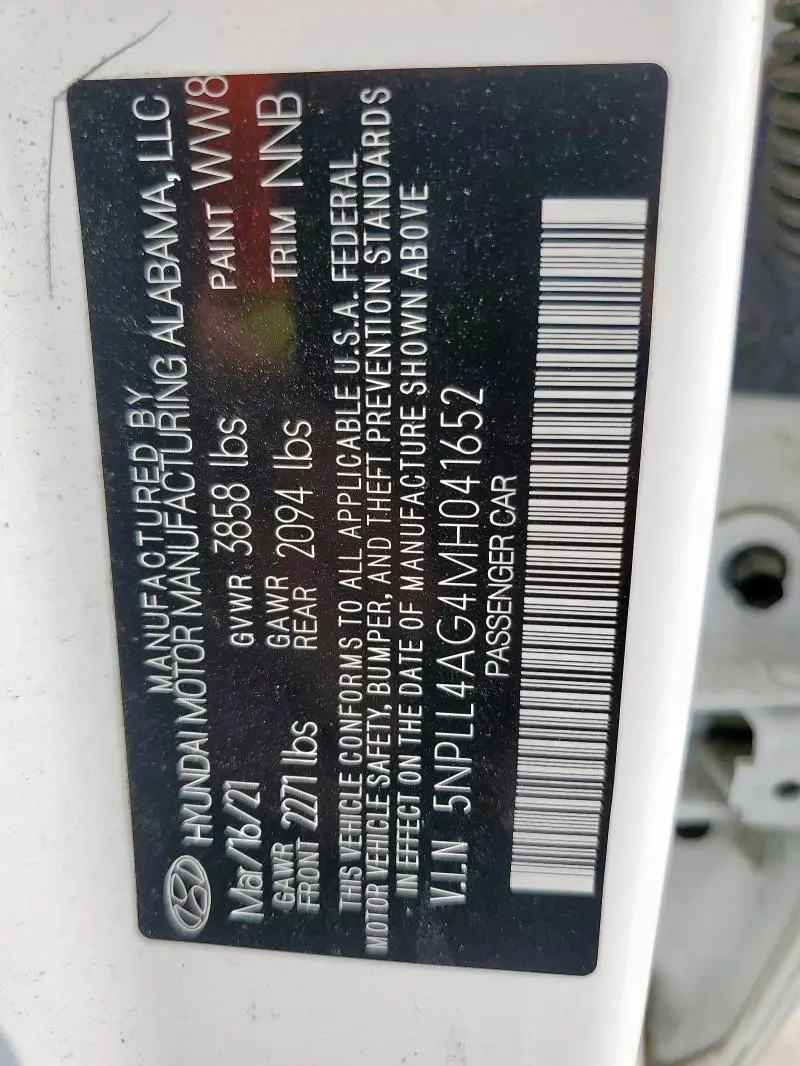 MANUFACTURED BY
HYUNDAI MOTOR MANUFACTURING ALABAMA, LLC
Mar/16/21 GVWR 3858 lbs PAINT WW8
GAWR FRONT 2271 lbs GAWR REAR 2094 lbs TRIM NNB
THIS VEHICLE CONFORMS TO ALL APPLICABLE U.S.A. FEDERAL
MOTOR VEHICLE SAFETY, BUMPER, AND THEFT PREVENTION STANDARDS
IN EFFECT ON THE DATE OF MANUFACTURE SHOWN ABOVE
V.I.N 5NPLL4AG4MH041652
PASSENGER CAR